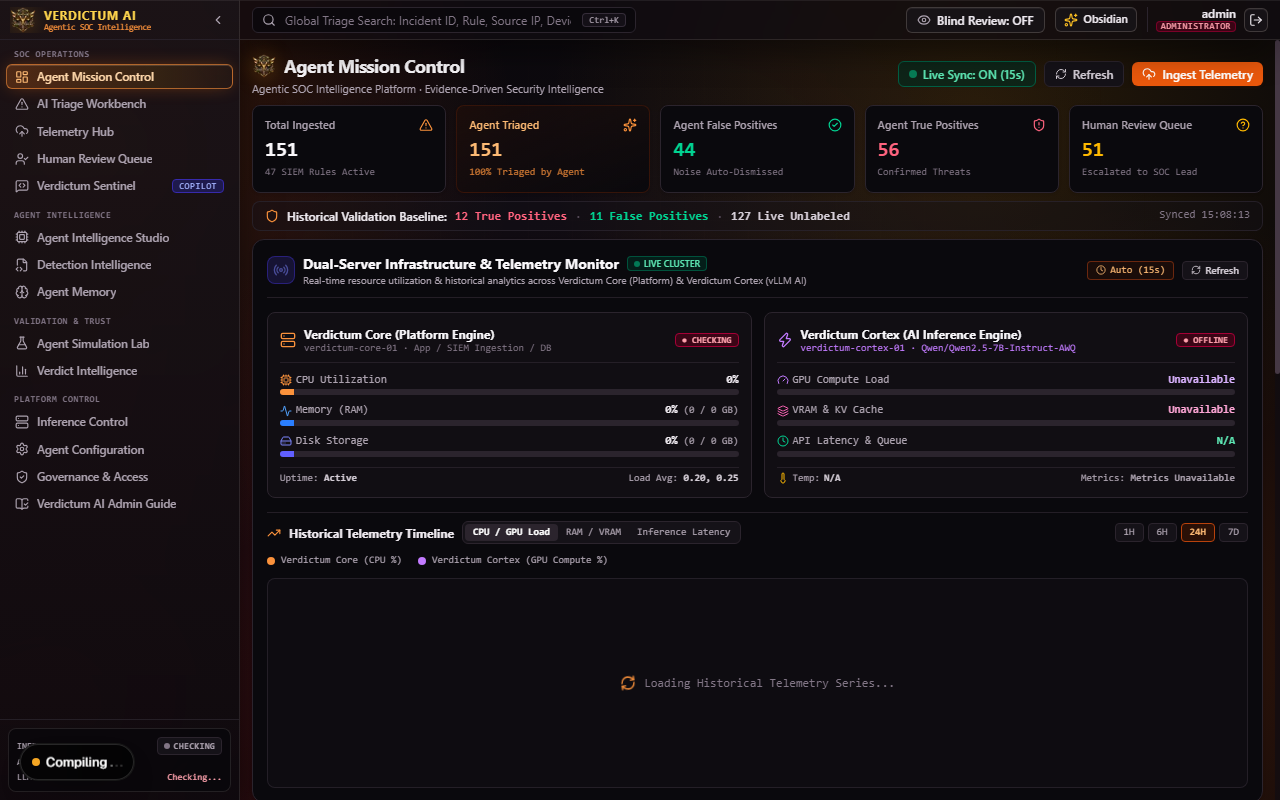 VERDICTUM AI
Agentic SOC Intelligence
Global Triage Search: Incident ID, Rule, Source IP, Devi
Ctrl+K
Blind Review: OFF
Obsidian
admin
ADMINISTRATOR
SOC OPERATIONS
Agent Mission Control
AI Triage Workbench
Telemetry Hub
Human Review Queue
Verdictum Sentinel
COPILOT
AGENT INTELLIGENCE
Agent Intelligence Studio
Detection Intelligence
Agent Memory
VALIDATION & TRUST
Agent Simulation Lab
Verdict Intelligence
PLATFORM CONTROL
Inference Control
Agent Configuration
Governance & Access
Verdictum AI Admin Guide
CHECKING
Compiling ...
Checking...
Agent Mission Control
Agentic SOC Intelligence Platform · Evidence-Driven Security Intelligence
Live Sync: ON (15s)
Refresh
Ingest Telemetry
Total Ingested
151
47 SIEM Rules Active
Agent Triaged
151
100% Triaged by Agent
Agent False Positives
44
Noise Auto-Dismissed
Agent True Positives
56
Confirmed Threats
Human Review Queue
51
Escalated to SOC Lead
Historical Validation Baseline: 12 True Positives · 11 False Positives · 127 Live Unlabeled
Synced 15:08:13
Dual-Server Infrastructure & Telemetry Monitor
LIVE CLUSTER
Real-time resource utilization & historical analytics across Verdictum Core (Platform) & Verdictum Cortex (vLLM AI)
Auto (15s)
Refresh
Verdictum Core (Platform Engine)
verdictum-core-01 · App / SIEM Ingestion / DB
CHECKING
CPU Utilization 0%
Memory (RAM) 0% (0 / 0 GB)
Disk Storage 0% (0 / 0 GB)
Uptime: Active
Load Avg: 0.20, 0.25
Verdictum Cortex (AI Inference Engine)
verdictum-cortex-01 · Qwen/Qwen2.5-7B-Instruct-AWQ
OFFLINE
GPU Compute Load Unavailable
VRAM & KV Cache Unavailable
API Latency & Queue N/A
Temp: N/A
Metrics: Metrics Unavailable
Historical Telemetry Timeline
CPU / GPU Load
RAM / VRAM
Inference Latency
1H
6H
24H
7D
Verdictum Core (CPU %)
Verdictum Cortex (GPU Compute %)
Loading Historical Telemetry Series...